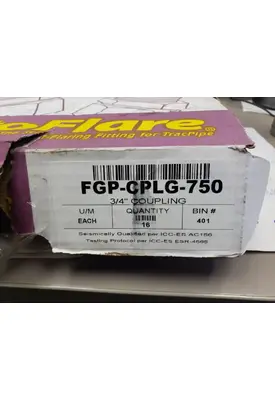 oFlare
-Flaring Fitting for TracPipe
FGP-CPLG-750
3/4" COUPLING
U/M QUANTITY BIN #
EACH 16 401
Seismically Qualified per ICC-ES AC156
Testing Protocol per ICC-ES ESR-4566